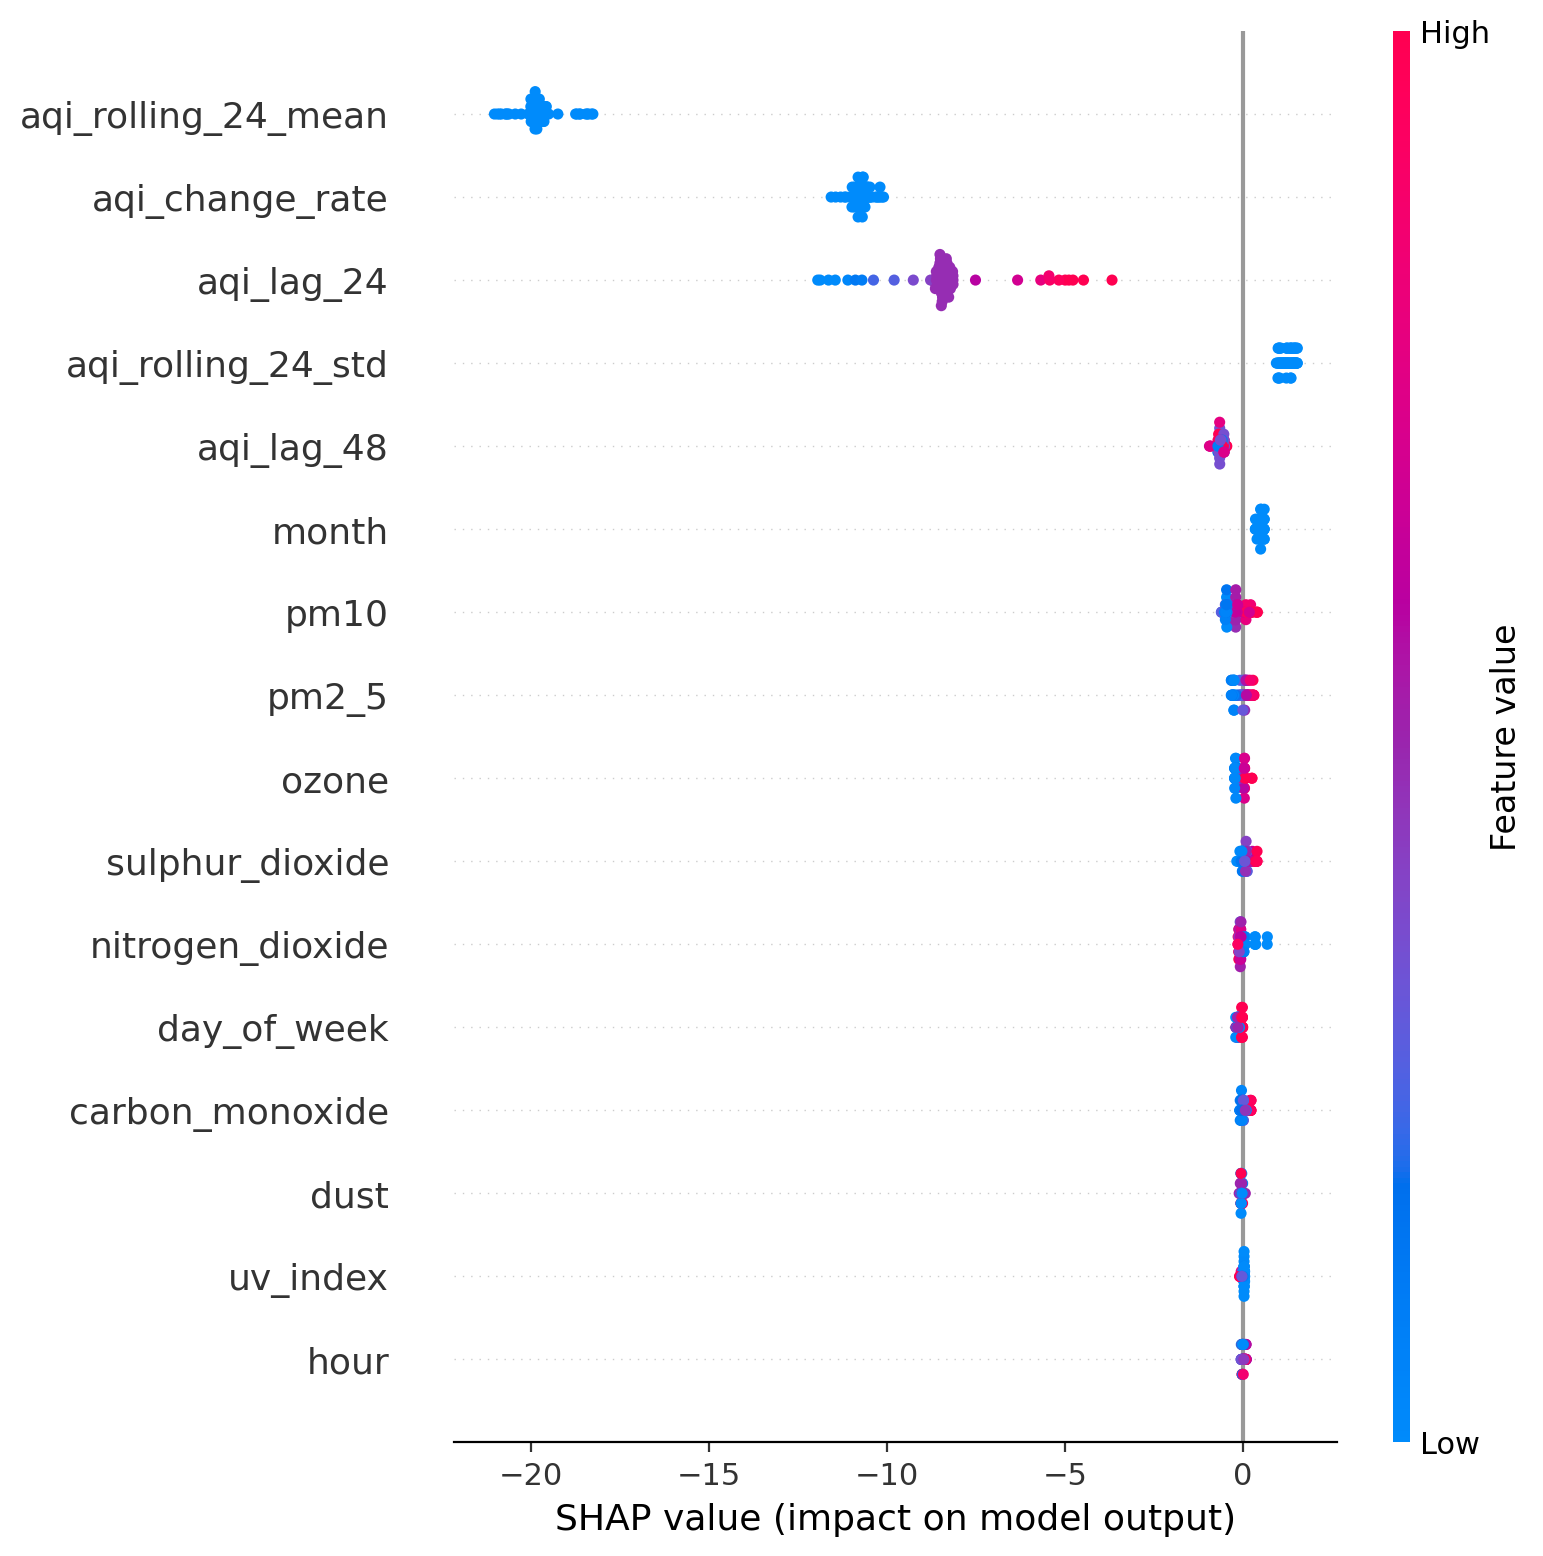 High
aqi_rolling_24_mean
aqi_change_rate
aqi_lag_24
aqi_rolling_24_std
aqi_lag_48
month
pm10
pm2_5
ozone
sulphur_dioxide
nitrogen_dioxide
day_of_week
carbon_monoxide
dust
uv_index
hour
Feature value
Low
−20 −15 −10 −5 0
SHAP value (impact on model output)